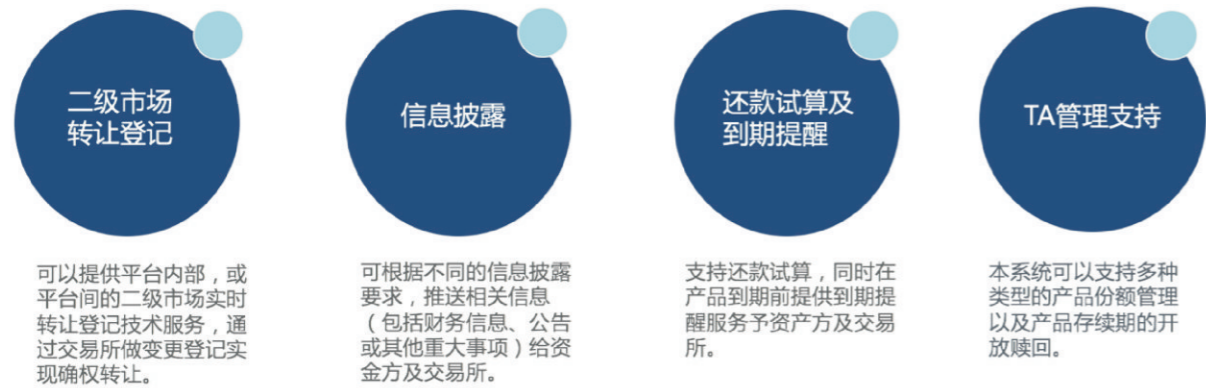 二级市场
转让登记
可以提供平台内部，或
平台间的二级市场实时
转让登记技术服务，通
过交易所做变更登记实
现确权转让。
信息披露
可根据不同的信息披露
要求，推送相关信息
（包括财务信息、公告
或其他重大事项）给资
金方及交易所。
还款试算及
到期提醒
支持还款试算，同时在
产品到期前提供到期提
醒服务予资产方及交易
所。
TA管理支持
本系统可以支持多种
类型的产品份额管理
以及产品存续期的开
放赎回。